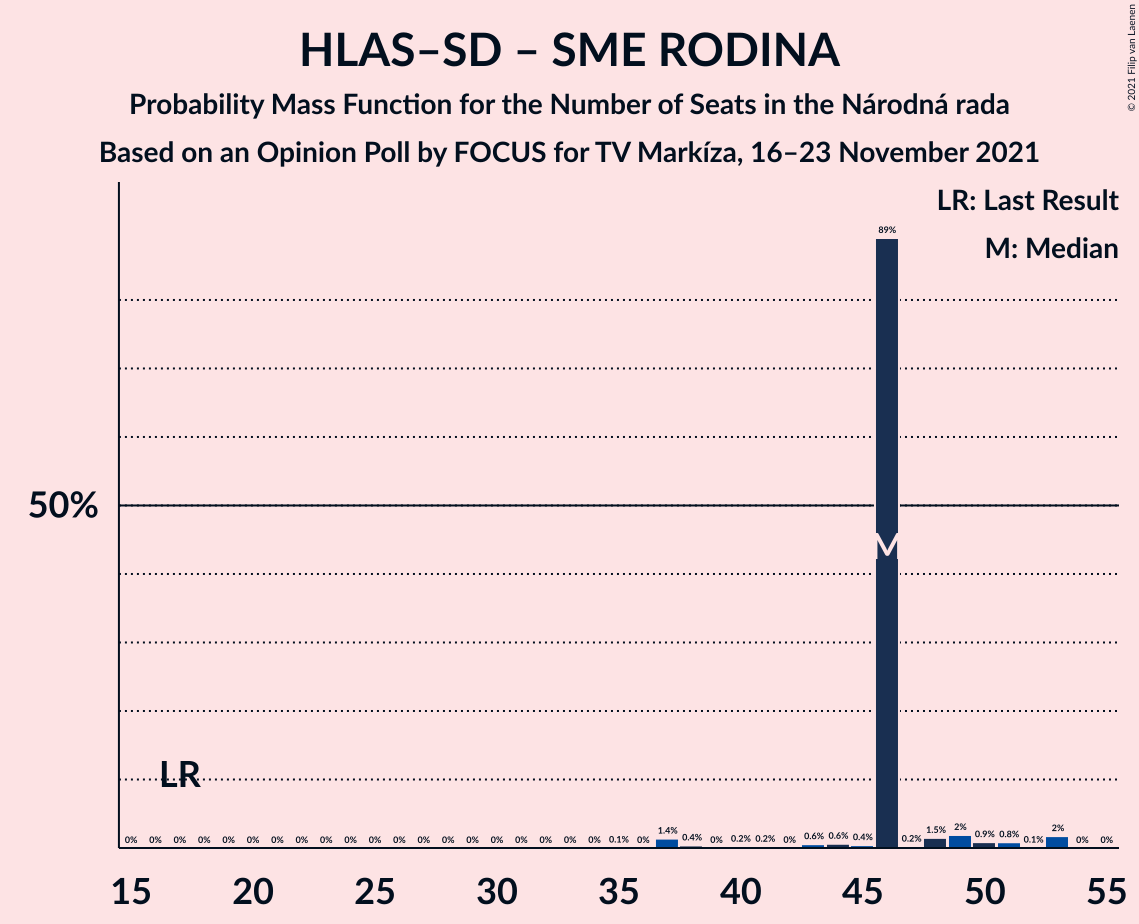 HLAS–SD – SME RODINA
Probability Mass Function for the Number of Seats in the Národná rada
Based on an Opinion Poll by FOCUS for TV Markíza, 16–23 November 2021
© 2021 Filip van Laenen
LR: Last Result
M: Median
89%
50%
M
LR
0% 0% 0% 0% 0% 0% 0% 0% 0% 0% 0% 0% 0% 0% 0% 0% 0% 0% 0% 0% 0.1% 0% 1.4% 0.4% 0% 0.2% 0.2% 0% 0.6% 0.6% 0.4% 0.2% 1.5% 2% 0.9% 0.8% 0.1% 2% 0% 0%
15 20 25 30 35 40 45 50 55